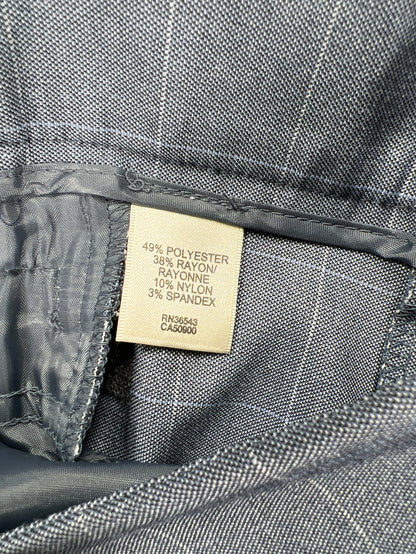 49% POLYESTER
38% RAYON/
RAYONNE
10% NYLON
3% SPANDEX
RN36543
CA50900